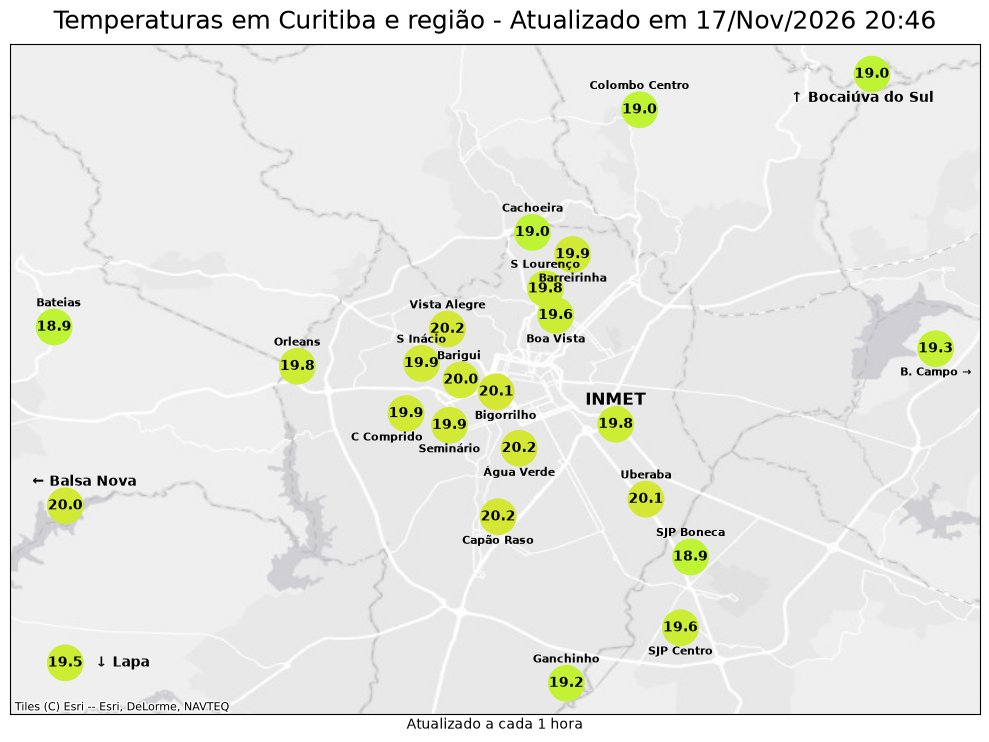 Temperaturas em Curitiba e região - Atualizado em 17/Nov/2026 20:46
19.0
↑ Bocaiúva do Sul
Colombo Centro
19.0
Cachoeira
19.0
19.9
S Lourenço
Barreirinha
19.8
19.6
Boa Vista
Bateias
18.9
Vista Alegre
20.2
S Inácio
19.9
Barigui
20.0
Orleans
19.8
19.3
B. Campo →
20.1
Bigorrilho
INMET
19.8
19.9
C Comprido
19.9
Seminário
20.2
Água Verde
← Balsa Nova
20.0
Uberaba
20.1
20.2
Capão Raso
SJP Boneca
18.9
19.6
SJP Centro
19.5 ↓ Lapa
Ganchinho
19.2
Tiles (C) Esri -- Esri, DeLorme, NAVTEQ
Atualizado a cada 1 hora